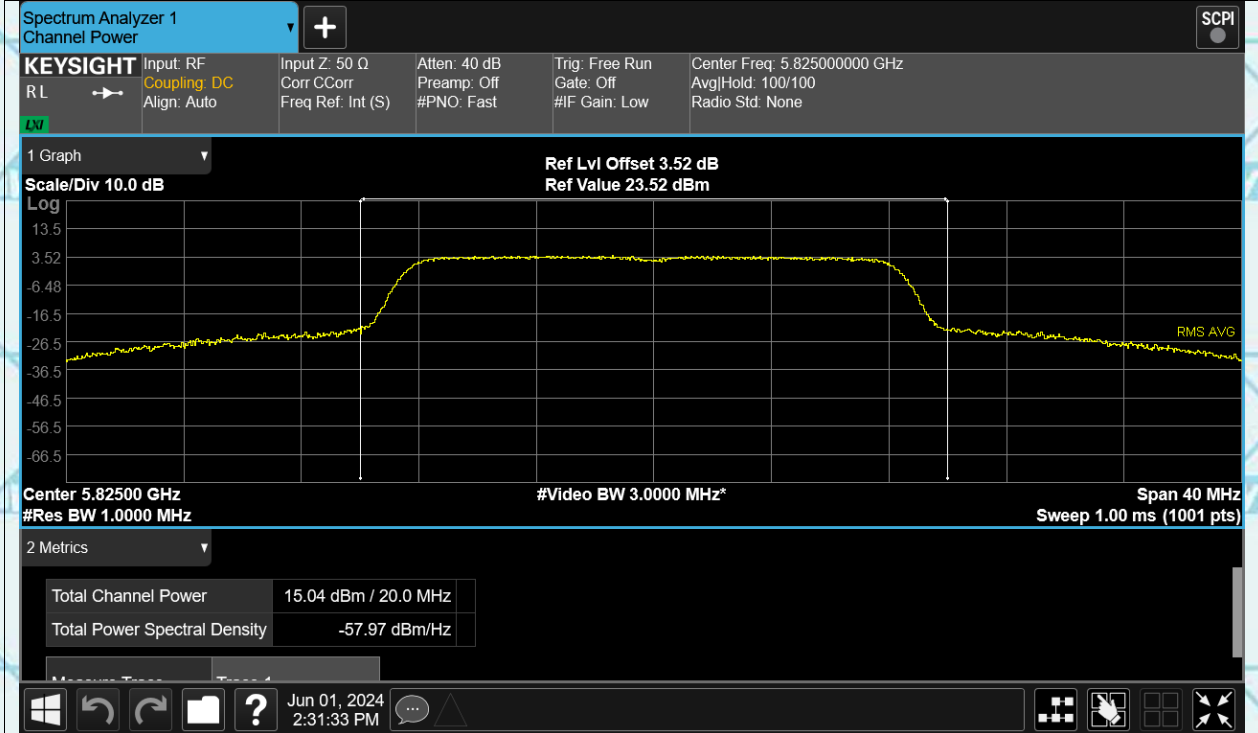 Spectrum Analyzer 1
Channel Power
SCPI
KEYSIGHT
R L
LXI
Input: RF
Coupling: DC
Align: Auto
Input Z: 50 Ω
Corr CCorr
Freq Ref: Int (S)
Atten: 40 dB
Preamp: Off
#PNO: Fast
Trig: Free Run
Gate: Off
#IF Gain: Low
Center Freq: 5.825000000 GHz
Avg|Hold: 100/100
Radio Std: None
1 Graph
Scale/Div 10.0 dB
Ref Lvl Offset 3.52 dB
Ref Value 23.52 dBm
Log
13.5
3.52
-6.48
-16.5
-26.5
-36.5
-46.5
-56.5
-66.5
RMS AVG
Center 5.82500 GHz
#Res BW 1.0000 MHz
#Video BW 3.0000 MHz*
Span 40 MHz
Sweep 1.00 ms (1001 pts)
2 Metrics
Total Channel Power 15.04 dBm / 20.0 MHz
Total Power Spectral Density -57.97 dBm/Hz
Measure Trace Trace 1
Jun 01, 2024
2:31:33 PM